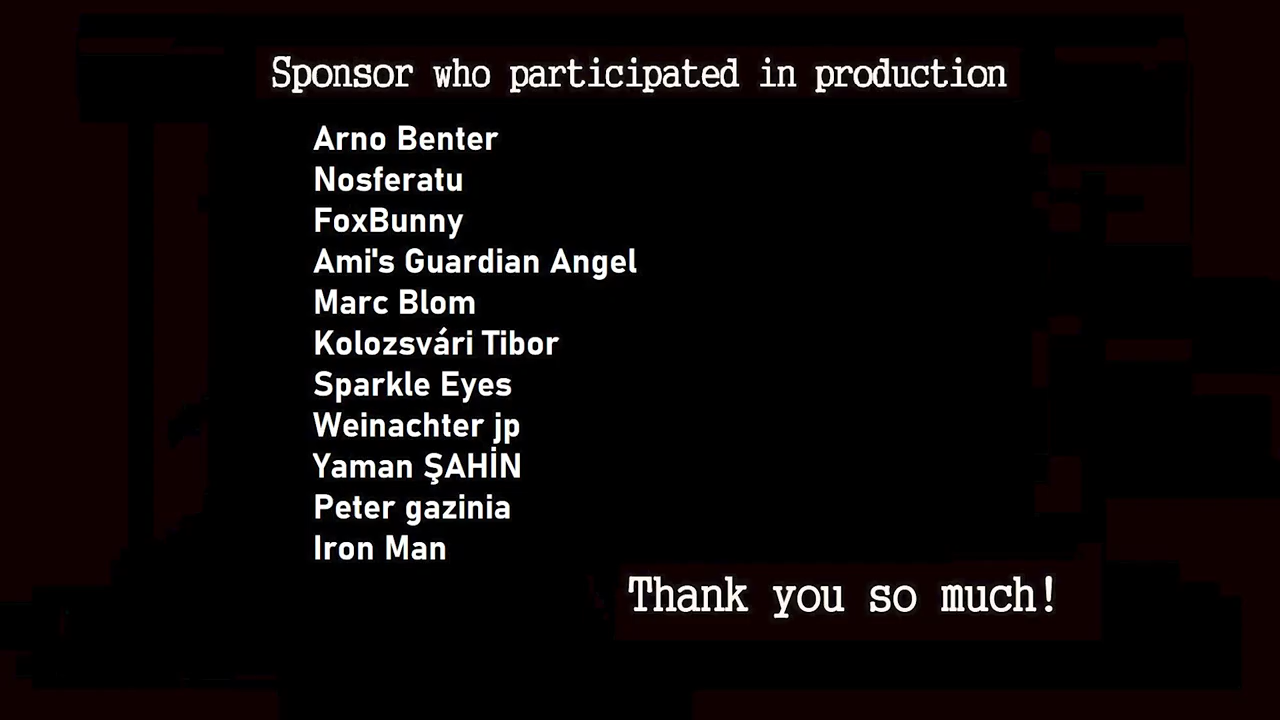 Sponsor who participated in production
Arno Benter
Nosferatu
FoxBunny
Ami's Guardian Angel
Marc Blom
Kolozsvári Tibor
Sparkle Eyes
Weinachter jp
Yaman ŞAHİN
Peter gazinia
Iron Man
Thank you so much!